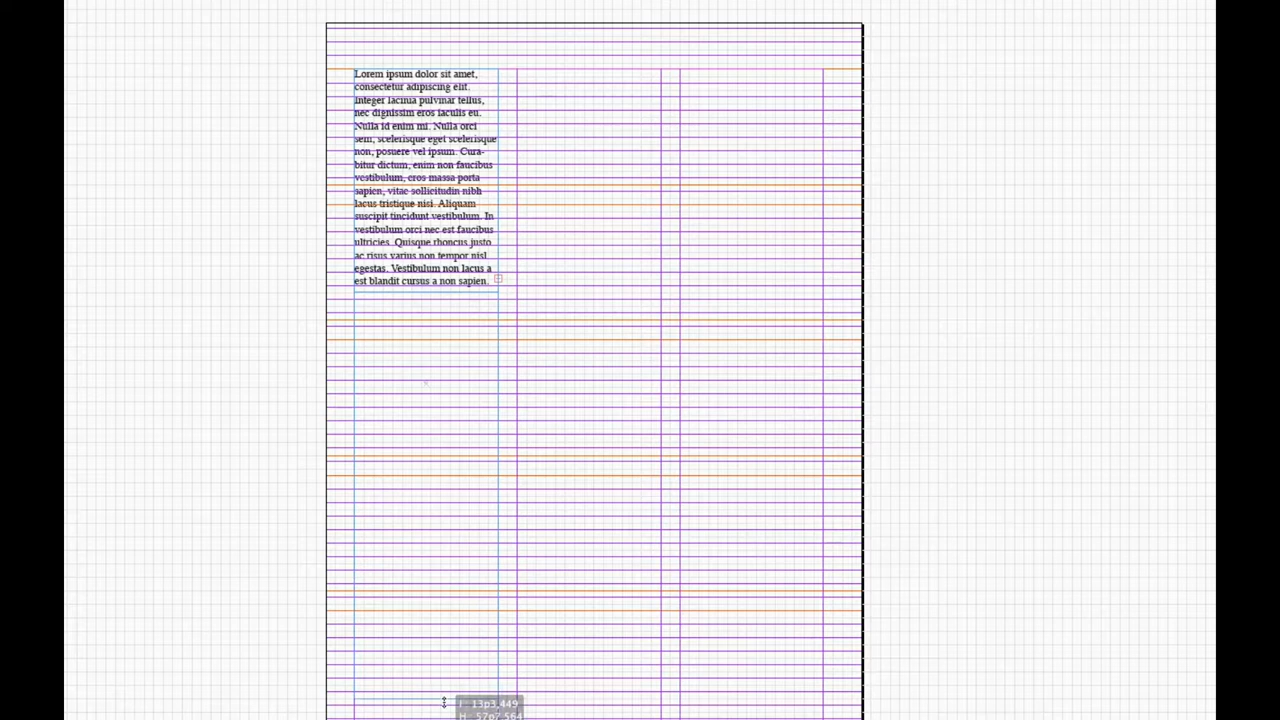 Lorem ipsum dolor sit amet,
consectetur adipiscing elit.
Integer lacinia pulvinar tellus,
nec dignissim eros iaculis eu.
Nulla id enim mi. Nulla orci
sem, scelerisque eget scelerisque
non, posuere vel ipsum. Cura-
bitur dictum, enim non faucibus
vestibulum, eros massa porta
sapien, vitae sollicitudin nibh
lacus tristique nisi. Aliquam
suscipit tincidunt vestibulum. In
vestibulum orci nec est faucibus
ultricies. Quisque rhoncus justo
ac risus varius non tempor nisl
egestas. Vestibulum non lacus a
est blandit cursus a non sapien.
L : 13p3,449
H : 57p7,564